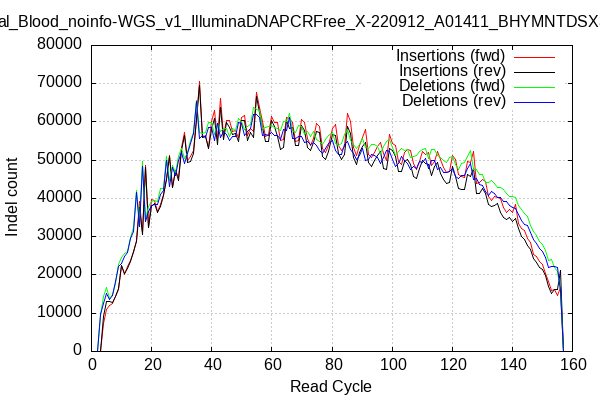 al_Blood_noinfo-WGS_v1_IlluminaDNAPCRFree_X-220912_A01411_BHYMNTDSX
80000
70000
60000
50000
40000
30000
20000
10000
0
Indel count
Insertions (fwd)
Insertions (rev)
Deletions (fwd)
Deletions (rev)
0 20 40 60 80 100 120 140 160
Read Cycle